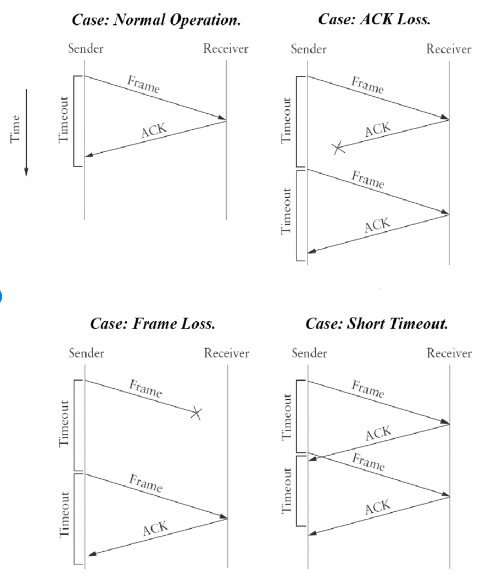 Case: Normal Operation.
Sender
Receiver
Time
Timeout
Frame
ACK
Case: ACK Loss.
Sender
Receiver
Timeout
Frame
ACK
Timeout
Frame
ACK
Case: Frame Loss.
Sender
Receiver
Timeout
Frame
Timeout
Frame
ACK
Case: Short Timeout.
Sender
Receiver
Timeout
Frame
ACK
Timeout
Frame
ACK